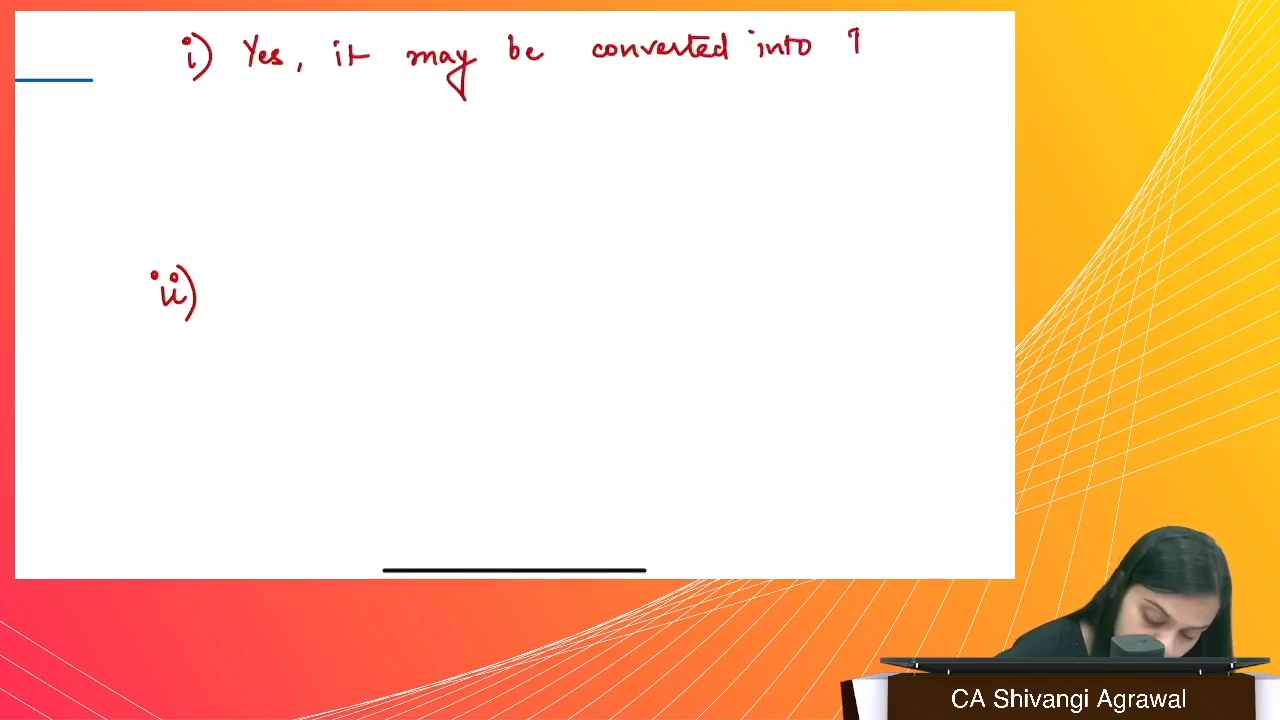 i) Yes, it may be converted into
ii)
CA Shivangi Agrawal